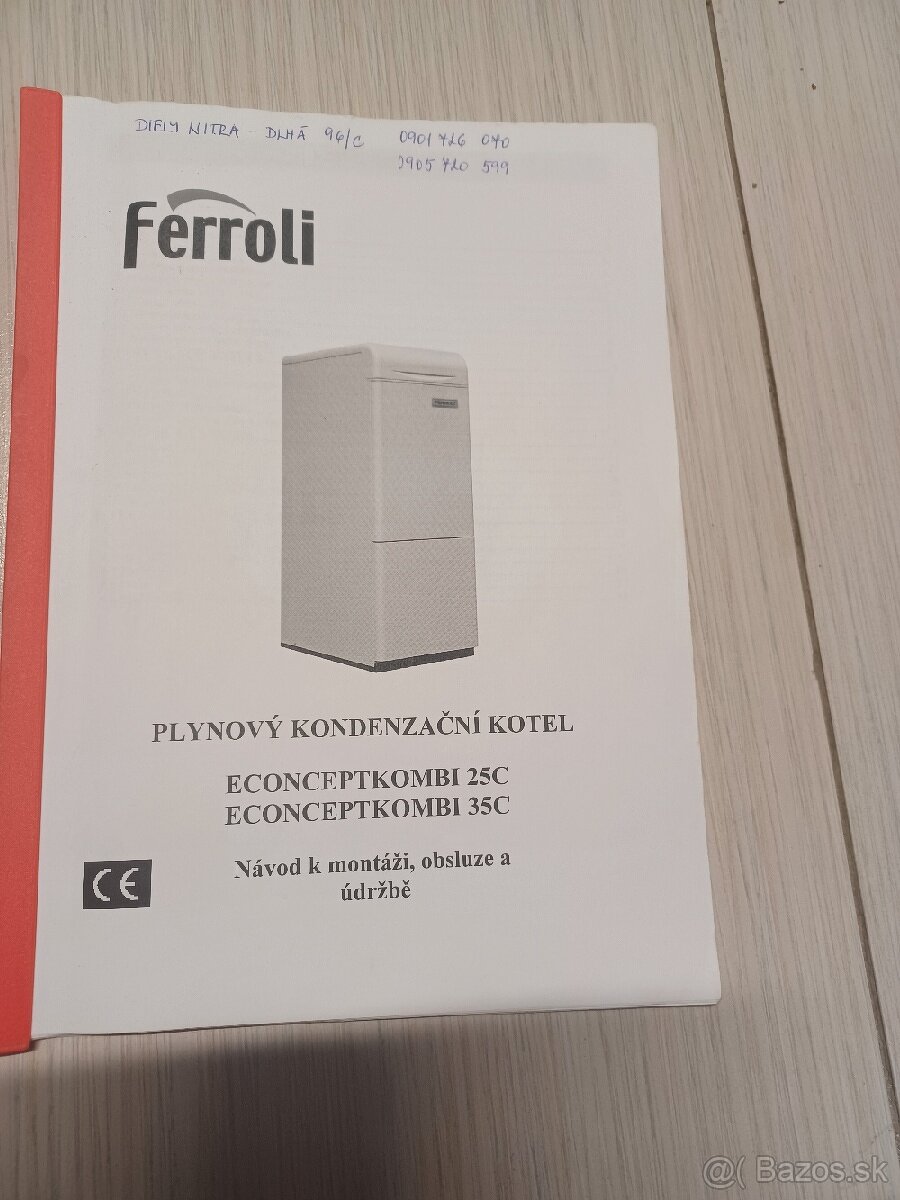 DIFIM NITRA - DLHÁ 96/C 0901 726 070
0905 720 599
Ferroli
PLYNOVÝ KONDENZAČNÍ KOTEL
ECONCEPTKOMBI 25C
ECONCEPTKOMBI 35C
Návod k montáži, obsluze a
údržbě
CE
@( Bazos.sk